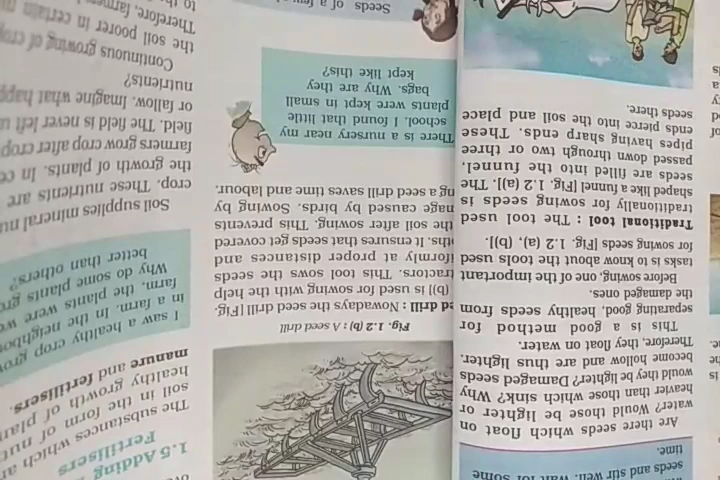 seeds and stir well. Wait for some
time.
Are there seeds which float on
water? Would those be lighter or
heavier than those which sink? Why
would they be lighter? Damaged seeds
become hollow and are thus lighter.
Therefore, they float on water.
This is a good method for
separating good, healthy seeds from
the damaged ones.
Before sowing, one of the important
tasks is to know about the tools used
for sowing seeds [Fig. 1.2 (a), (b)].
Traditional tool : The tool used
traditionally for sowing seeds is
shaped like a funnel [Fig. 1.2 (a)]. The
seeds are filled into the funnel,
passed down through two or three
pipes having sharp ends. These
ends pierce into the soil and place
seeds there.
Fig. 1.2 (b) : A seed drill
ed drill : Nowadays the seed drill [Fig.
(b)] is used for sowing with the help
tractors. This tool sows the seeds
iformly at proper distances and
ths. It ensures that seeds get covered
the soil after sowing. This prevents
mage caused by birds. Sowing by
ng a seed drill saves time and labour.
There is a nursery near my
school. I found that little
plants were kept in small
bags. Why are they
kept like this?
Seeds of a few
1.5 Adding
Fertilisers
The substances which
soil in the form of
healthy growth of
manure and fertilisers.
I saw a healthy crop
in a farm. In the
farm, the plants were
Why do some plants
better than others?
Soil supplies mineral
crop. These nutrients are
the growth of plants. In
farmers grow crop after crop
field. The field is never left
or fallow. Imagine what
nutrients?
Continuous growing of
the soil poorer in certain
Therefore,
to